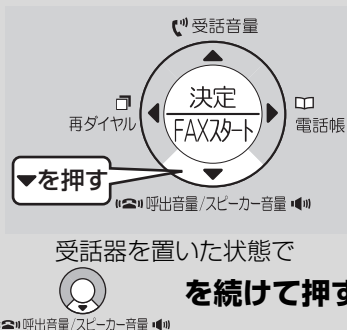 受話音量
決定
FAXスタート
再ダイヤル
電話帳
▼を押す
呼出音量/スピーカー音量
受話器を置いた状態で
を続けて押す
呼出音量/スピーカー音量